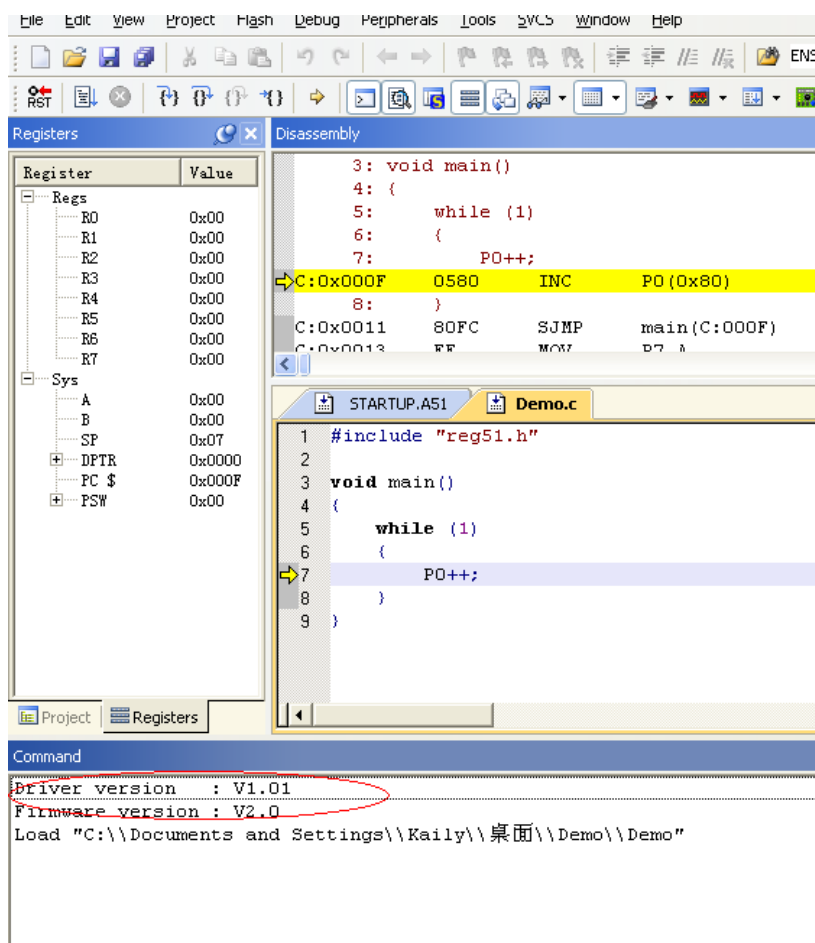 File Edit View Project Flash Debug Peripherals Tools SVCS Window Help
ENS
RST
Registers
Register Value
Regs
R0 0x00
R1 0x00
R2 0x00
R3 0x00
R4 0x00
R5 0x00
R6 0x00
R7 0x00
Sys
A 0x00
B 0x00
SP 0x07
DPTR 0x0000
PC $ 0x000F
PSW 0x00
Project Registers
Disassembly
3: void main()
4: {
5: while (1)
6: {
7: P0++;
C:0x000F 0580 INC P0(0x80)
8: }
C:0x0011 80FC SJMP main(C:000F)
C:0x0013 FF MOV R7,A
STARTUP.A51 Demo.c
1 #include "reg51.h"
2
3 void main()
4 {
5 while (1)
6 {
7 P0++;
8 }
9 }
Command
Driver version : V1.01
Firmware version : V2.0
Load "C:\\Documents and Settings\\Kaily\\桌面\\Demo\\Demo"